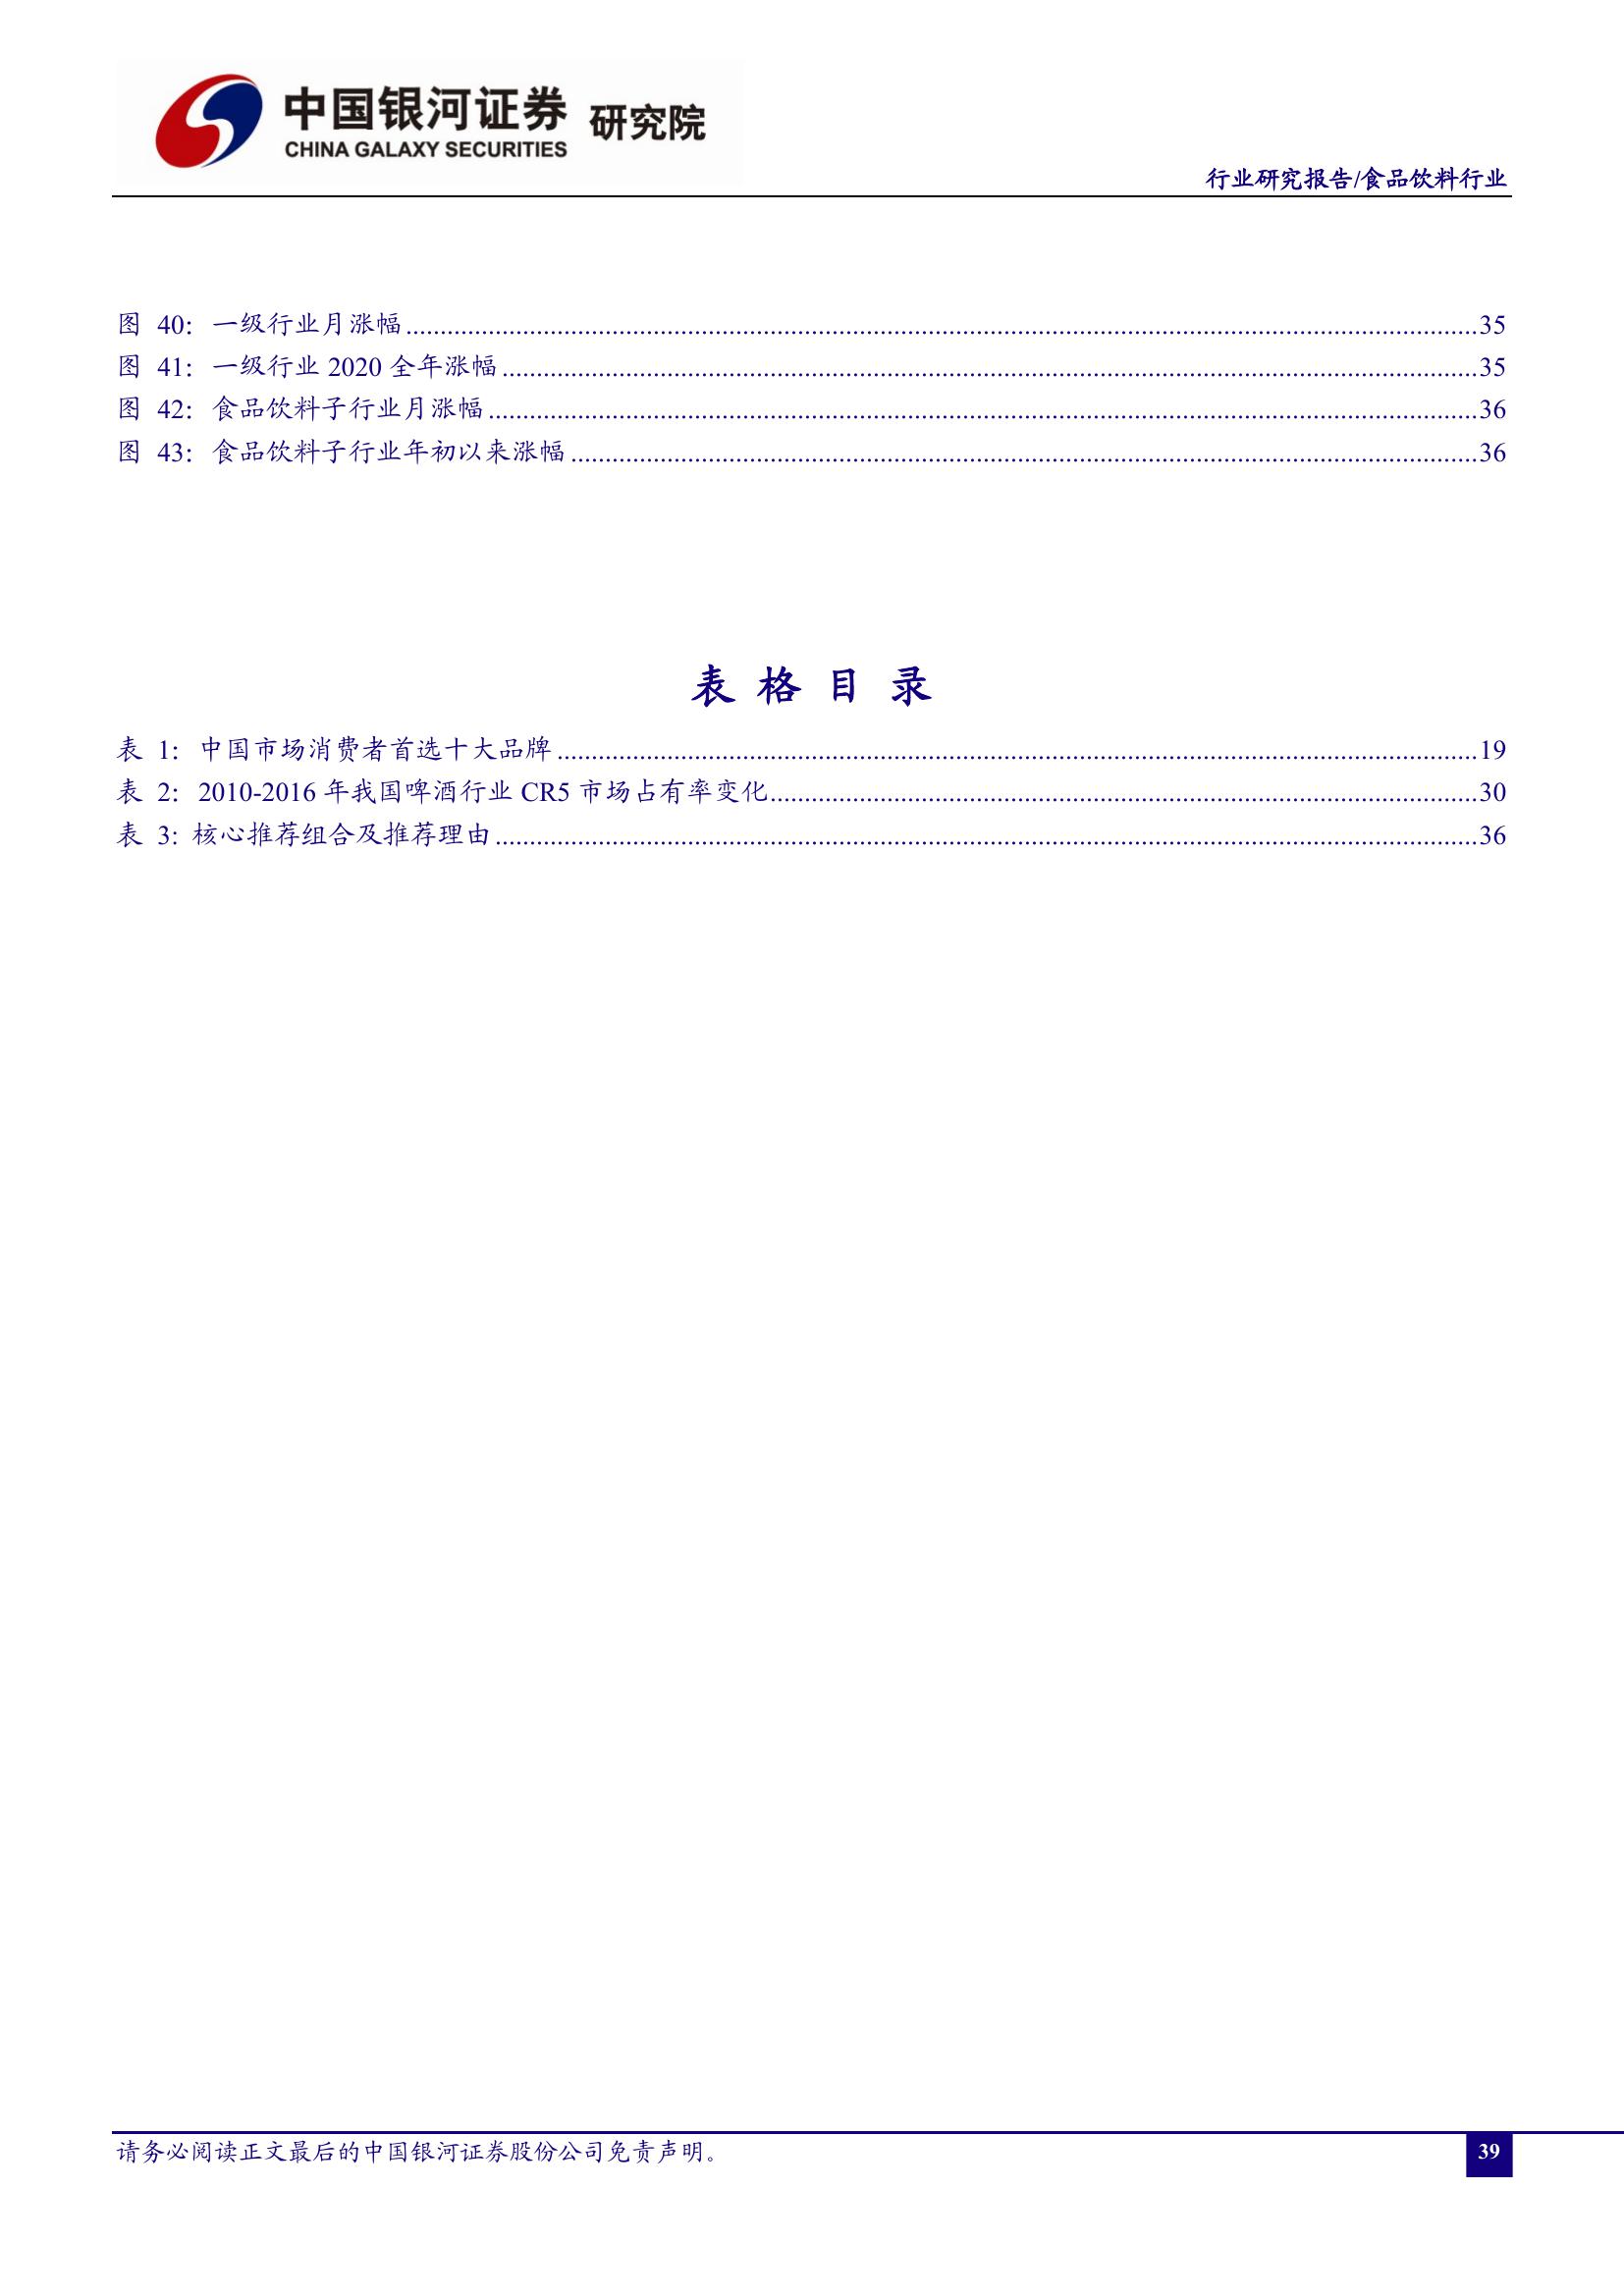 中国银河证券 研究院
CHINA GALAXY SECURITIES
行业研究报告/食品饮料行业
图 40：一级行业月涨幅 35
图 41：一级行业 2020 全年涨幅 35
图 42：食品饮料子行业月涨幅 36
图 43：食品饮料子行业年初以来涨幅 36
表 格 目 录
表 1：中国市场消费者首选十大品牌 19
表 2：2010-2016 年我国啤酒行业 CR5 市场占有率变化 30
表 3: 核心推荐组合及推荐理由 36
请务必阅读正文最后的中国银河证券股份公司免责声明。
39